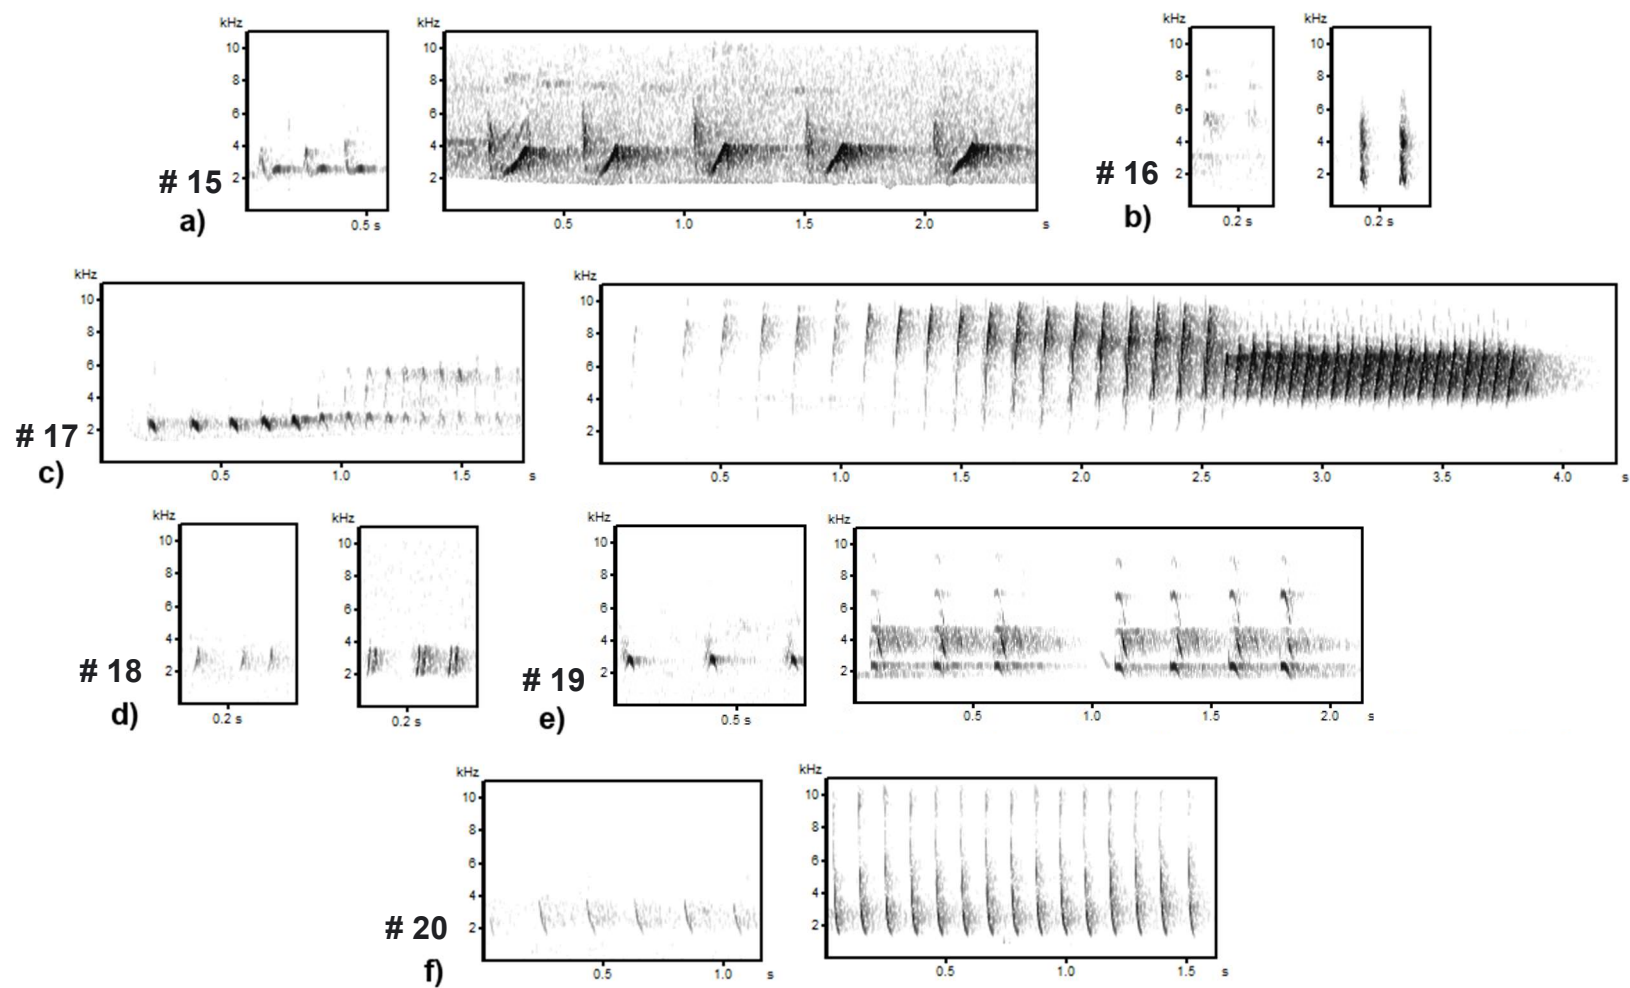 kHz kHz kHz kHz
10 10 10 10
8 8 8 8
6 6 6 6
4 4 4 4
2 2 2 2
# 15 # 16
0.5 s 0.5 1.0 1.5 2.0 s 0.2 s 0.2 s
a) b)
kHz kHz
10 10
8 8
6 6
4 4
2 2
# 17
0.5 1.0 1.5 s 0.5 1.0 1.5 2.0 2.5 3.0 3.5 4.0 s
c)
kHz kHz kHz kHz
10 10 10 10
8 8 8 8
6 6 6 6
4 4 4 4
2 2 2 2
# 18 # 19
0.2 s 0.2 s 0.5 s 0.5 1.0 1.5 2.0 s
d) e)
kHz kHz
10 10
8 8
6 6
4 4
2 2
# 20
0.5 1.0 s 0.5 1.0 1.5 s
f)